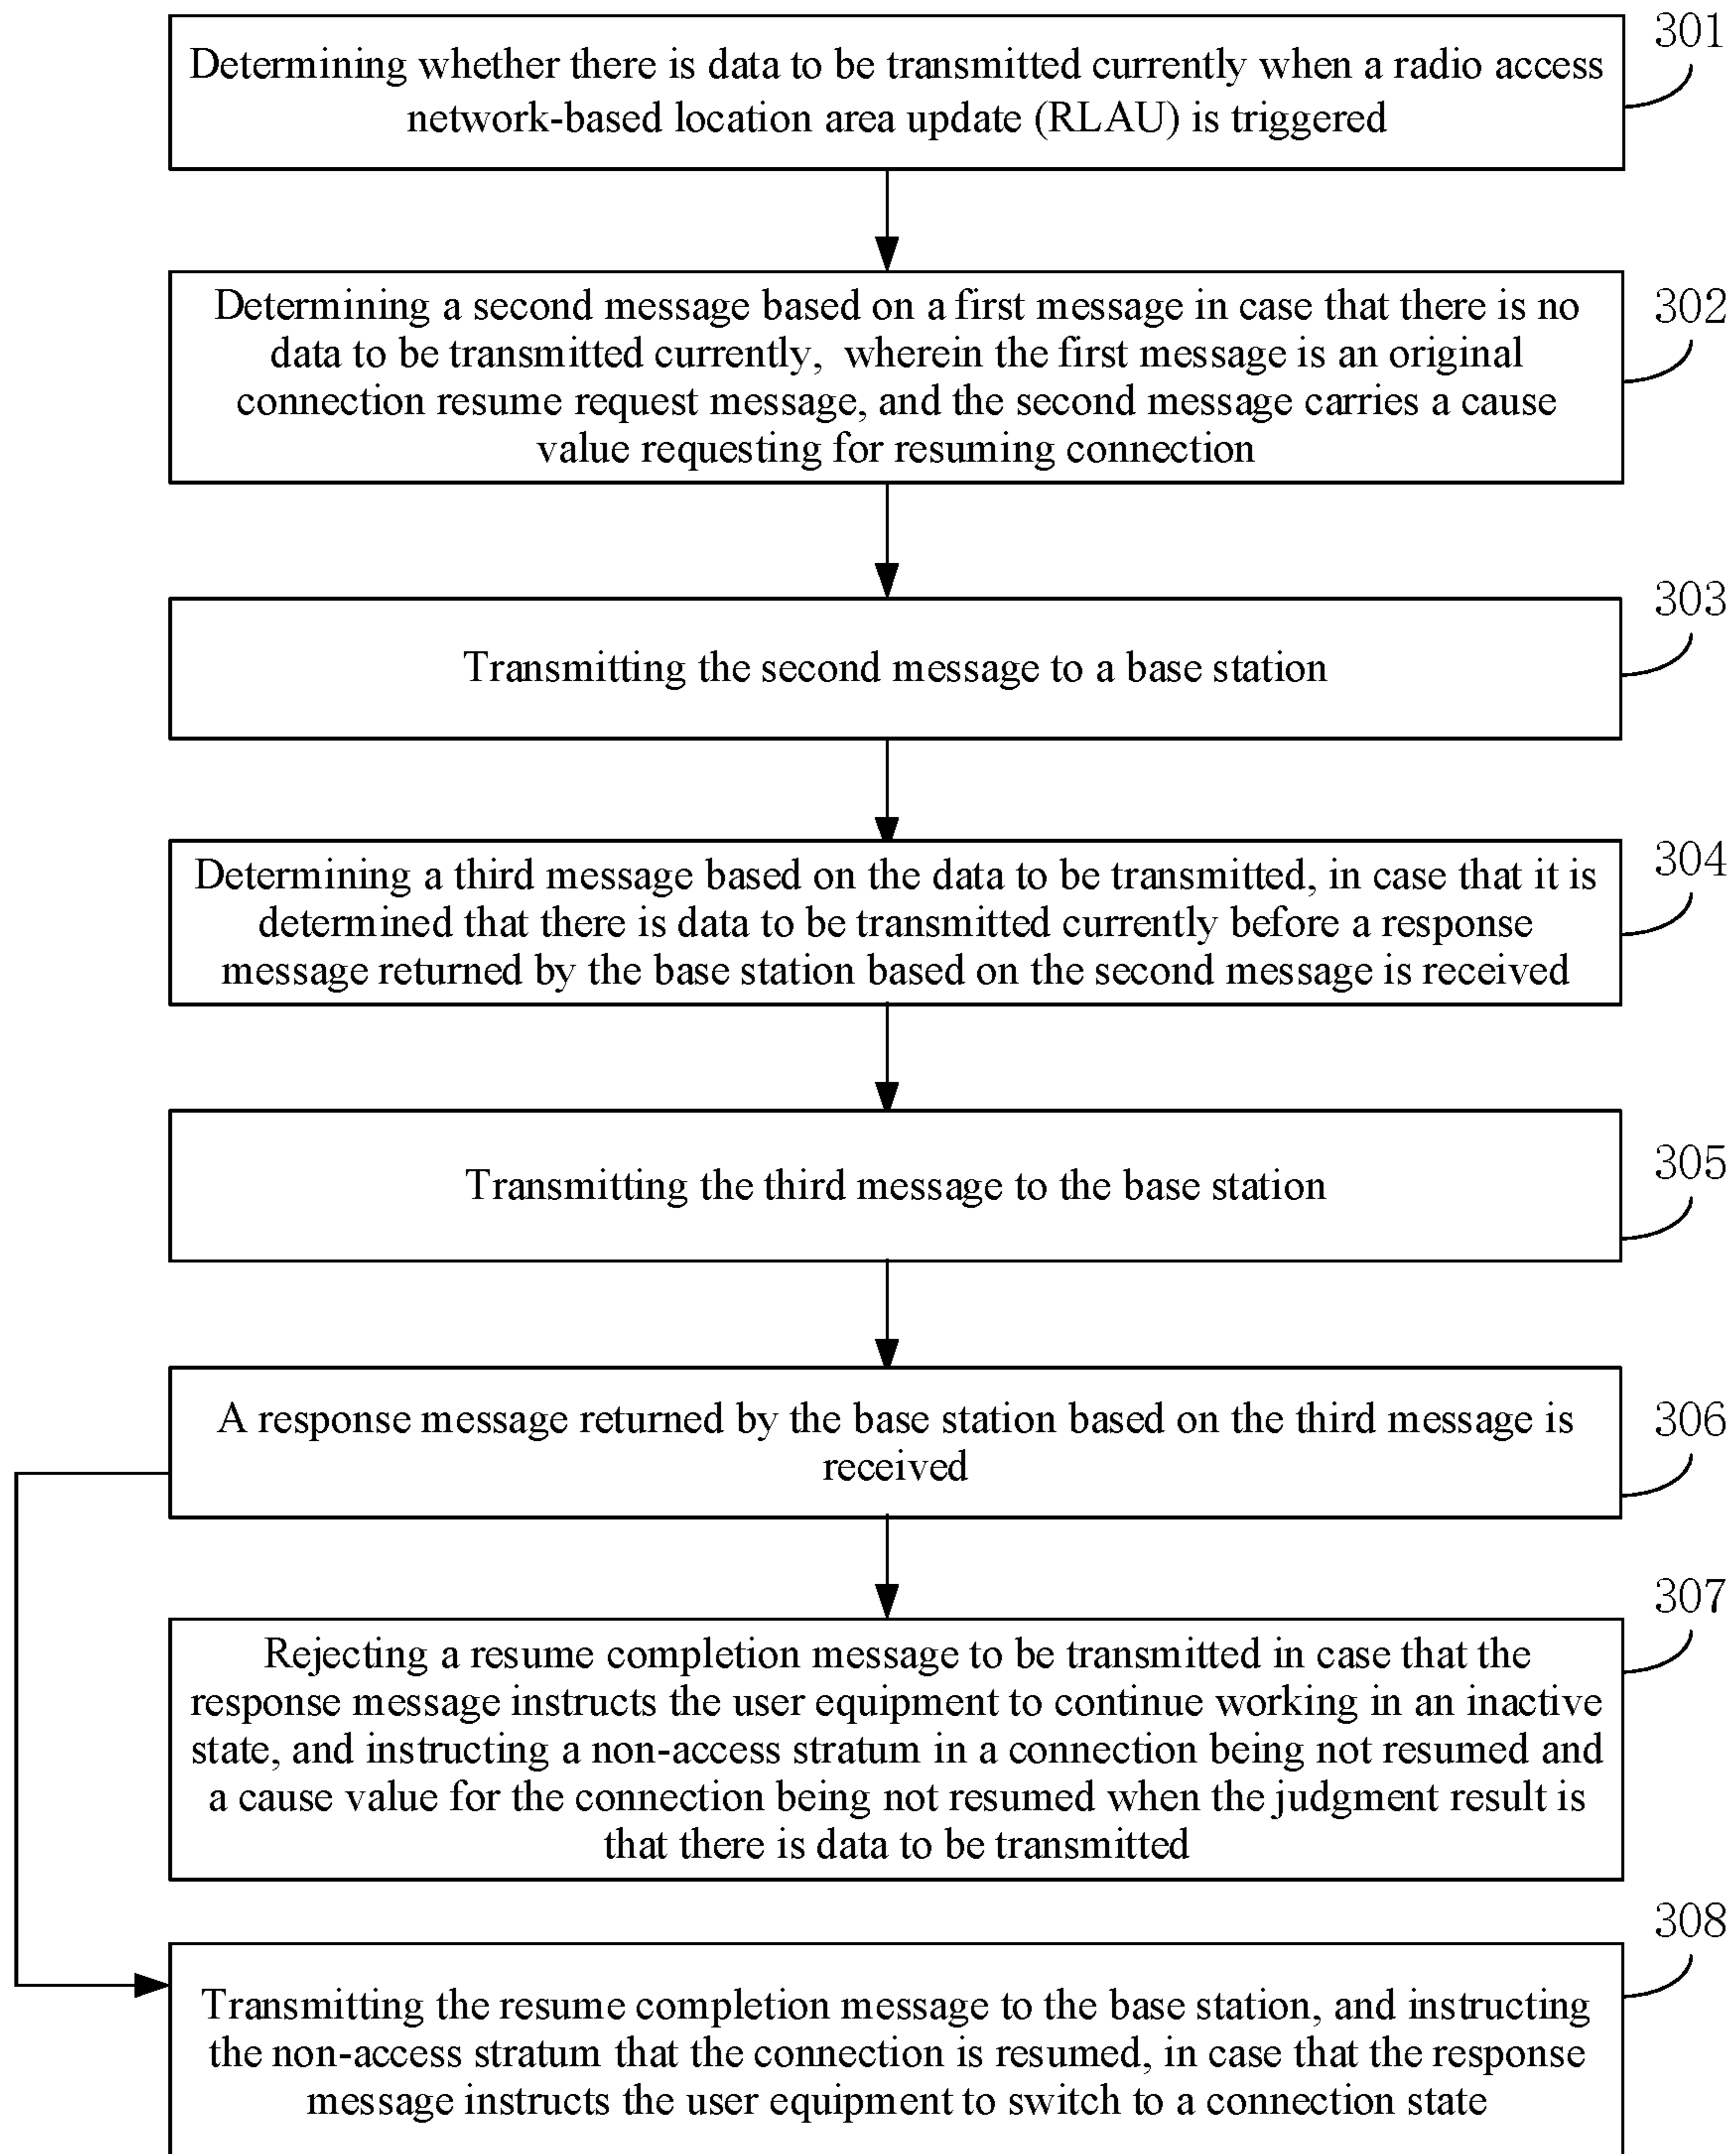 301
Determining whether there is data to be transmitted currently when a radio access
network-based location area update (RLAU) is triggered
302
Determining a second message based on a first message in case that there is no
data to be transmitted currently, wherein the first message is an original
connection resume request message, and the second message carries a cause
value requesting for resuming connection
303
Transmitting the second message to a base station
304
Determining a third message based on the data to be transmitted, in case that it is
determined that there is data to be transmitted currently before a response
message returned by the base station based on the second message is received
305
Transmitting the third message to the base station
306
A response message returned by the base station based on the third message is
received
307
Rejecting a resume completion message to be transmitted in case that the
response message instructs the user equipment to continue working in an inactive
state, and instructing a non-access stratum in a connection being not resumed and
a cause value for the connection being not resumed when the judgment result is
that there is data to be transmitted
308
Transmitting the resume completion message to the base station, and instructing
the non-access stratum that the connection is resumed, in case that the response
message instructs the user equipment to switch to a connection state